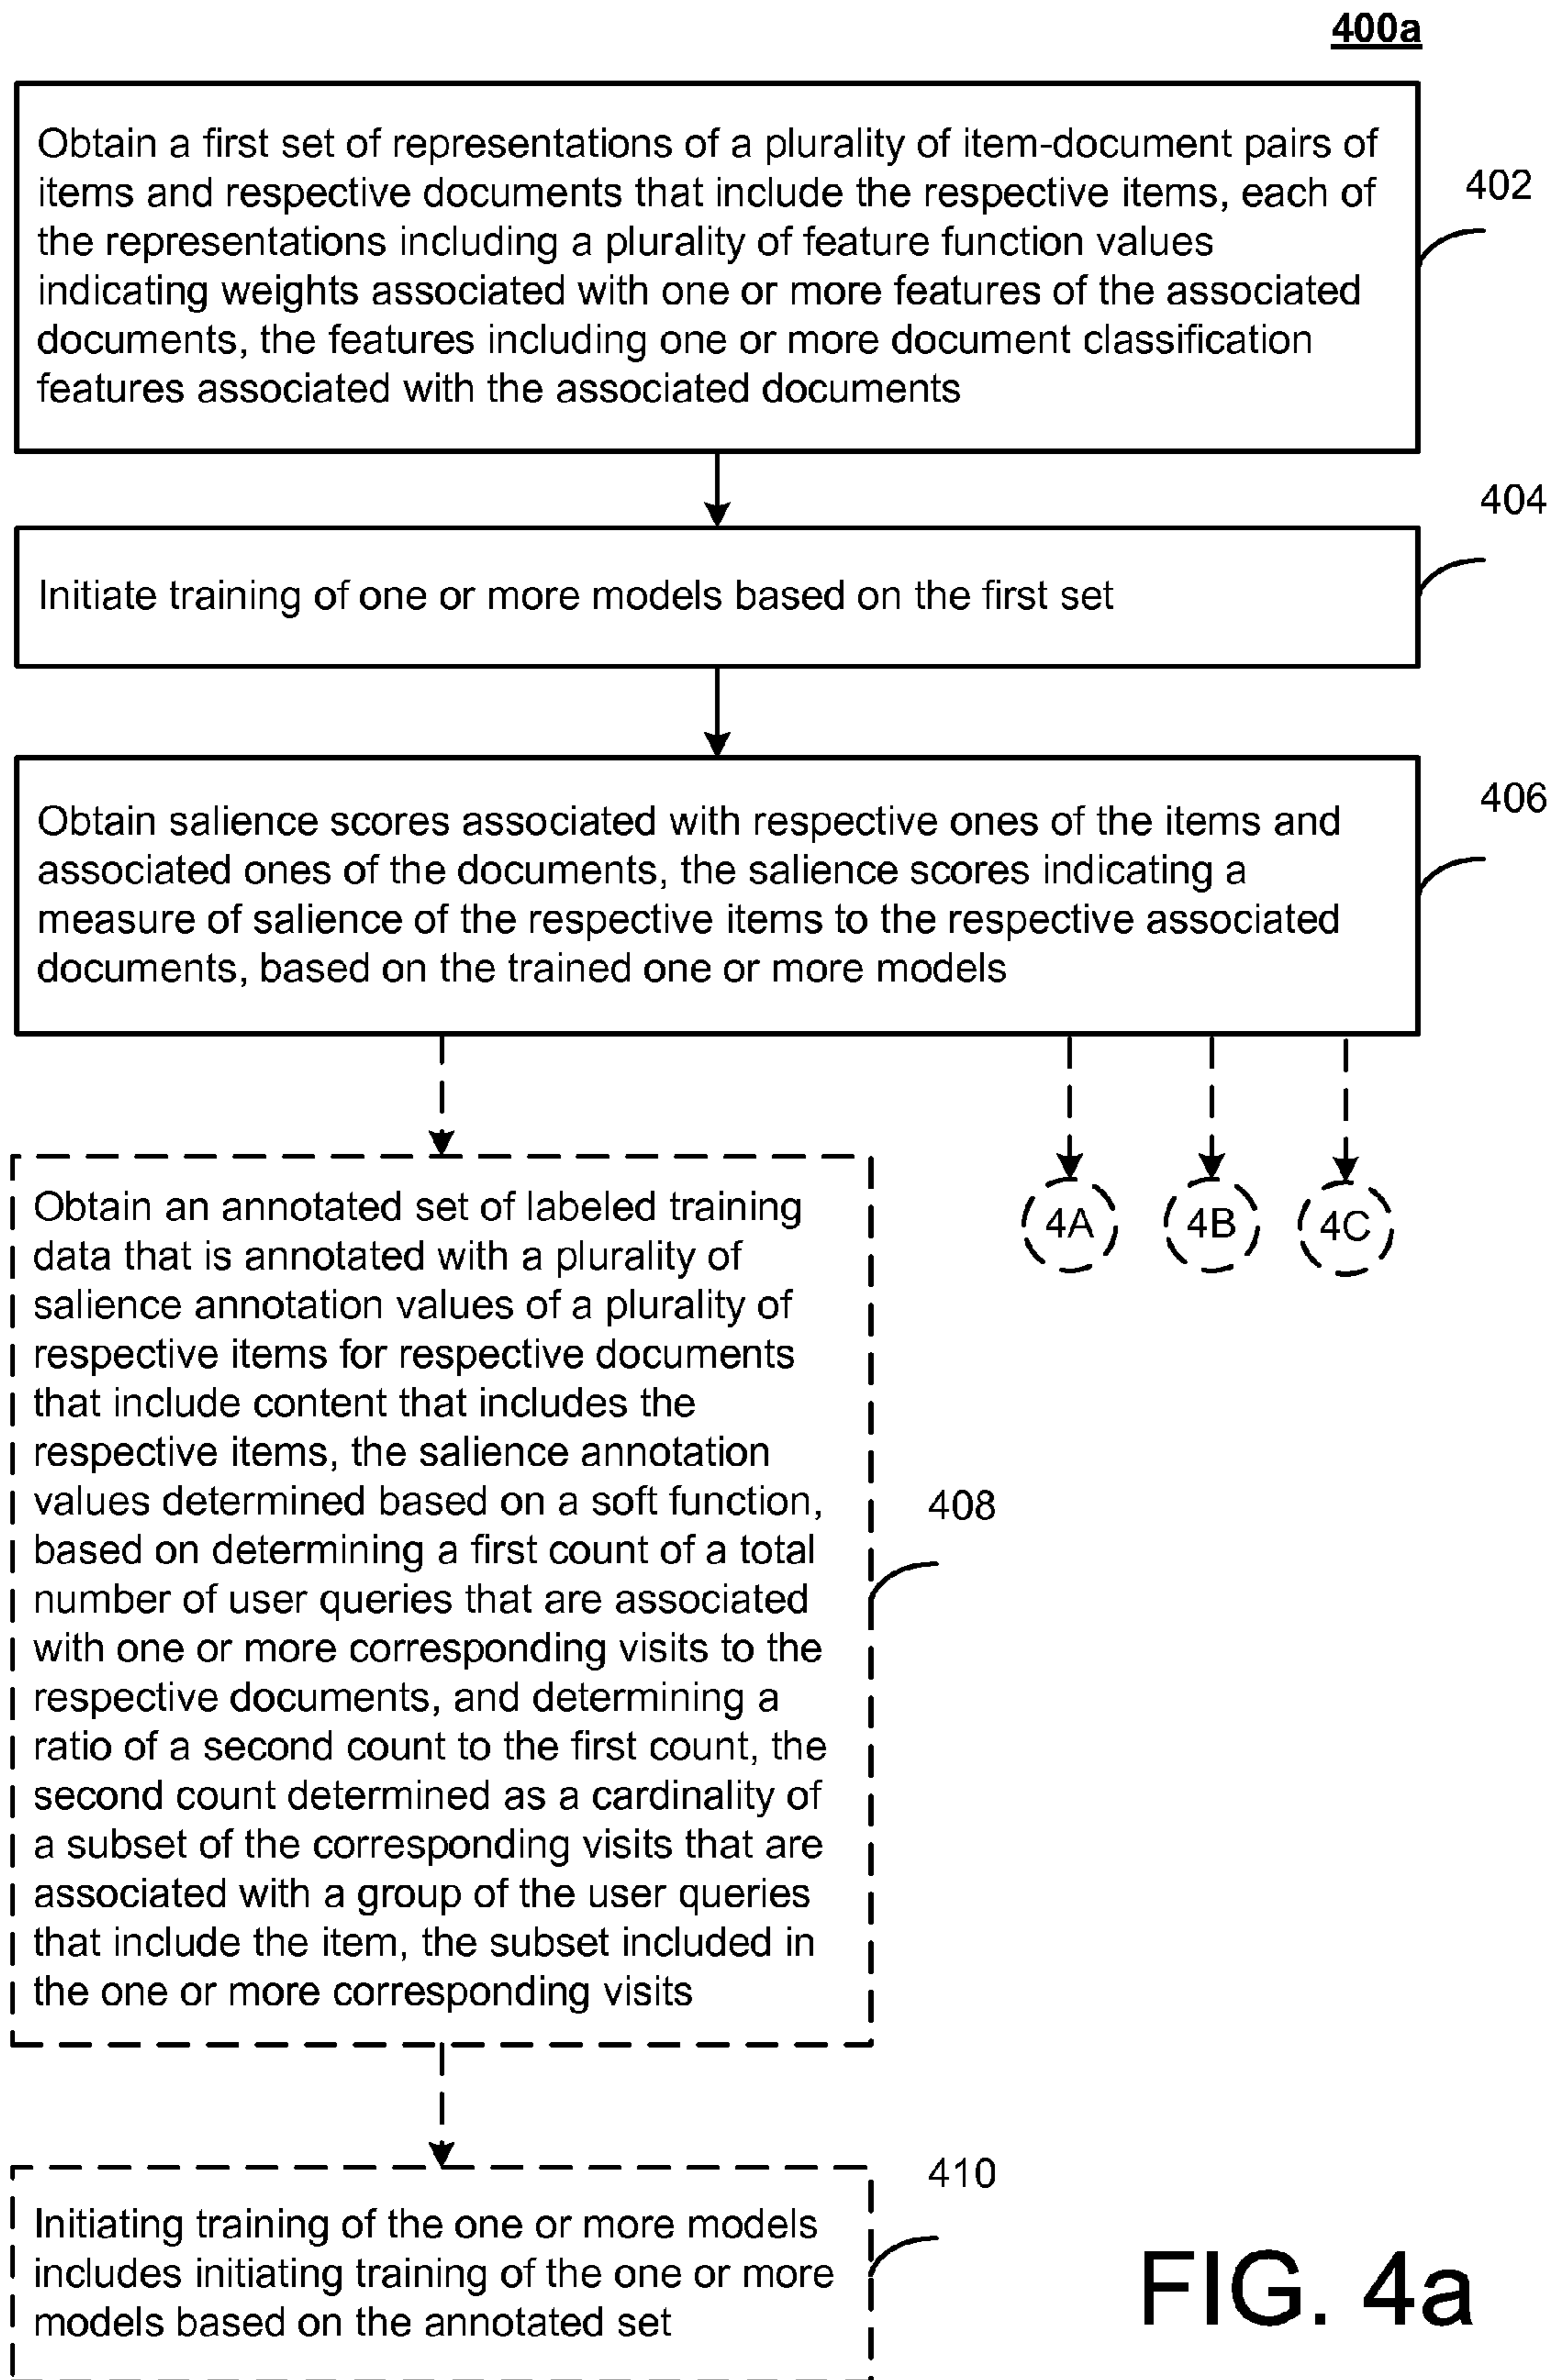 400a
Obtain a first set of representations of a plurality of item-document pairs of
items and respective documents that include the respective items, each of
the representations including a plurality of feature function values
indicating weights associated with one or more features of the associated
documents, the features including one or more document classification
features associated with the associated documents
402
404
Initiate training of one or more models based on the first set
406
Obtain salience scores associated with respective ones of the items and
associated ones of the documents, the salience scores indicating a
measure of salience of the respective items to the respective associated
documents, based on the trained one or more models
4A
4B
4C
Obtain an annotated set of labeled training
data that is annotated with a plurality of
salience annotation values of a plurality of
respective items for respective documents
that include content that includes the
respective items, the salience annotation
values determined based on a soft function,
based on determining a first count of a total
number of user queries that are associated
with one or more corresponding visits to the
respective documents, and determining a
ratio of a second count to the first count, the
second count determined as a cardinality of
a subset of the corresponding visits that are
associated with a group of the user queries
that include the item, the subset included in
the one or more corresponding visits
408
410
Initiating training of the one or more models
includes initiating training of the one or more
models based on the annotated set
FIG. 4a